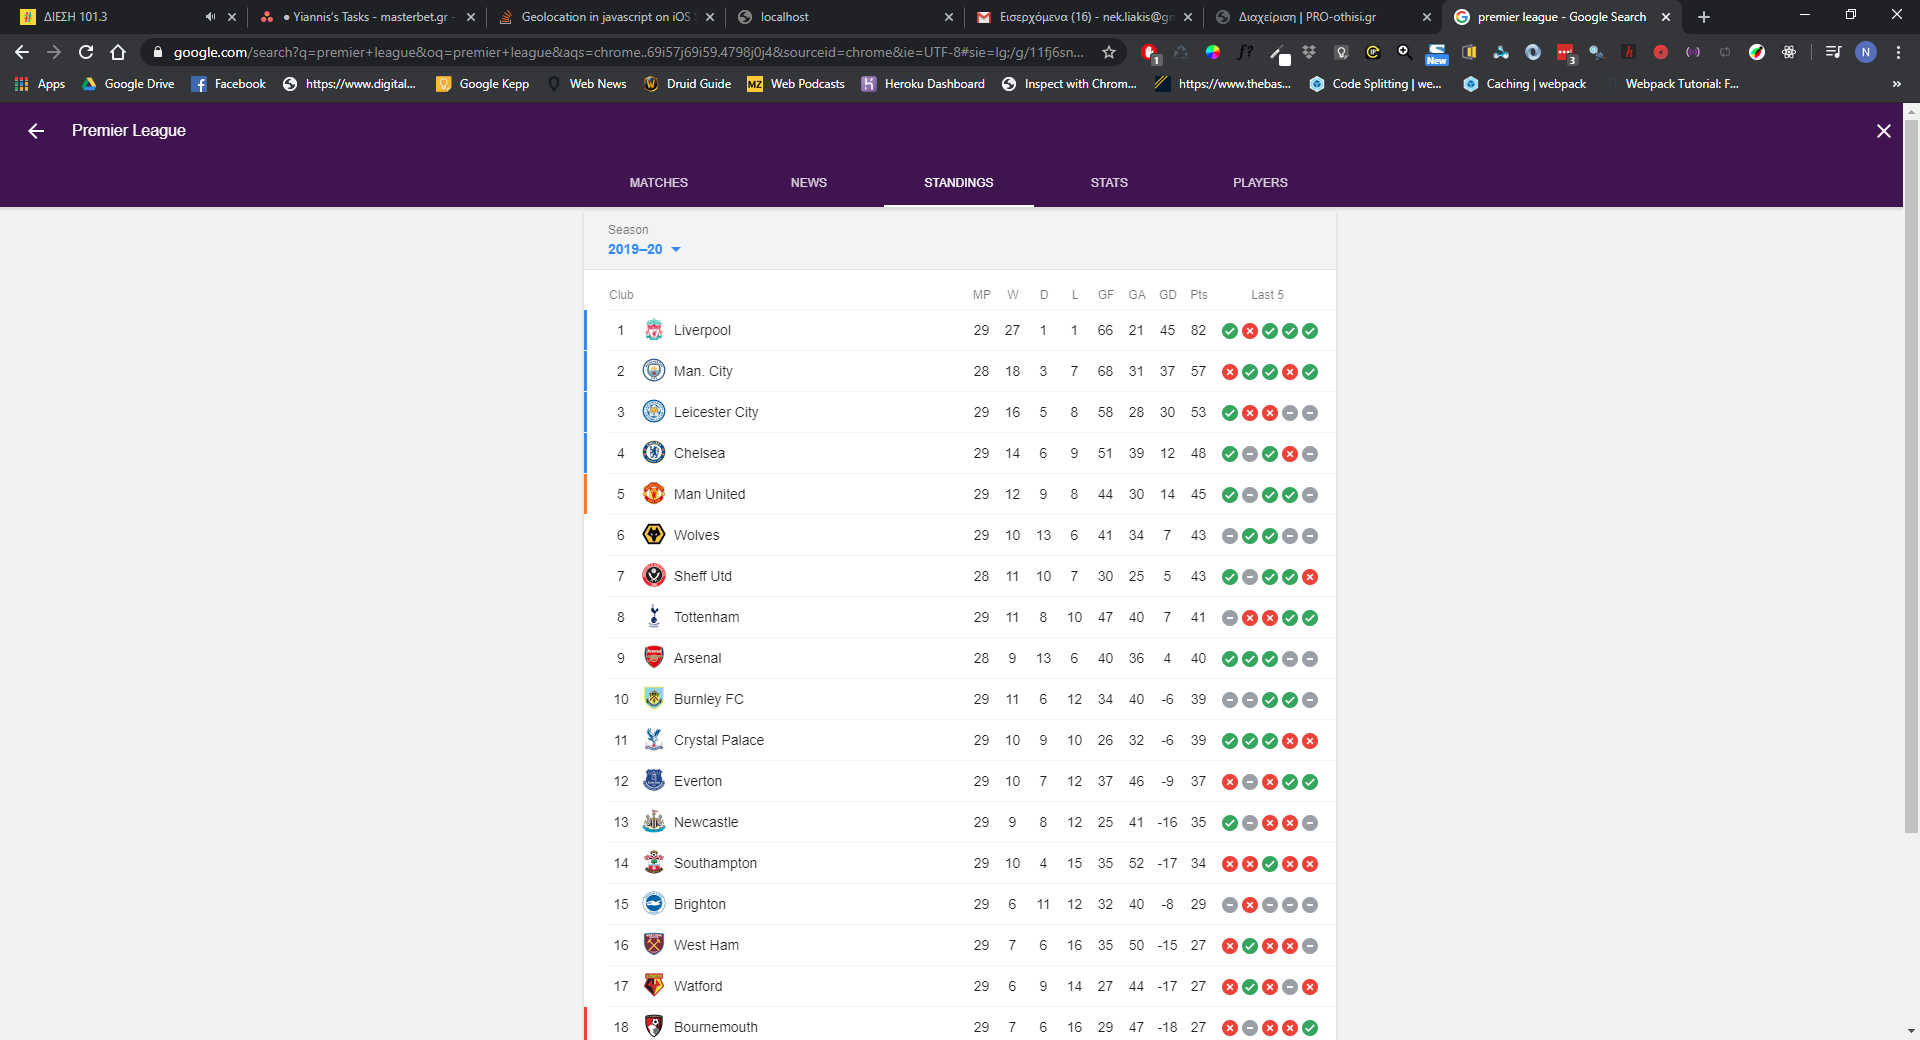 ΔΙΕΣΗ 101.3
● Yiannis's Tasks - masterbet.gr -
Geolocation in javascript on iOS
localhost
Εισερχόμενα (16) - nek.liakis@gm
Διαχείριση | PRO-othisi.gr
premier league - Google Search
google.com/search?q=premier+league&oq=premier+league&aqs=chrome..69i57j69i59.4798j0j4&sourceid=chrome&ie=UTF-8#sie=lg;/g/11fj6sn...
1
f?
New
3
N
Apps
Google Drive
Facebook
https://www.digital...
Google Kepp
Web News
Druid Guide
MZ Web Podcasts
Heroku Dashboard
Inspect with Chrom...
https://www.thebas...
Code Splitting | we...
Caching | webpack
Webpack Tutorial: F...
»
Premier League
MATCHES NEWS STANDINGS STATS PLAYERS
Season
2019–20
Club MP W D L GF GA GD Pts Last 5
1 Liverpool 29 27 1 1 66 21 45 82
2 Man. City 28 18 3 7 68 31 37 57
3 Leicester City 29 16 5 8 58 28 30 53
4 Chelsea 29 14 6 9 51 39 12 48
5 Man United 29 12 9 8 44 30 14 45
6 Wolves 29 10 13 6 41 34 7 43
7 Sheff Utd 28 11 10 7 30 25 5 43
8 Tottenham 29 11 8 10 47 40 7 41
9 Arsenal 28 9 13 6 40 36 4 40
10 Burnley FC 29 11 6 12 34 40 -6 39
11 Crystal Palace 29 10 9 10 26 32 -6 39
12 Everton 29 10 7 12 37 46 -9 37
13 Newcastle 29 9 8 12 25 41 -16 35
14 Southampton 29 10 4 15 35 52 -17 34
15 Brighton 29 6 11 12 32 40 -8 29
16 West Ham 29 7 6 16 35 50 -15 27
17 Watford 29 6 9 14 27 44 -17 27
18 Bournemouth 29 7 6 16 29 47 -18 27